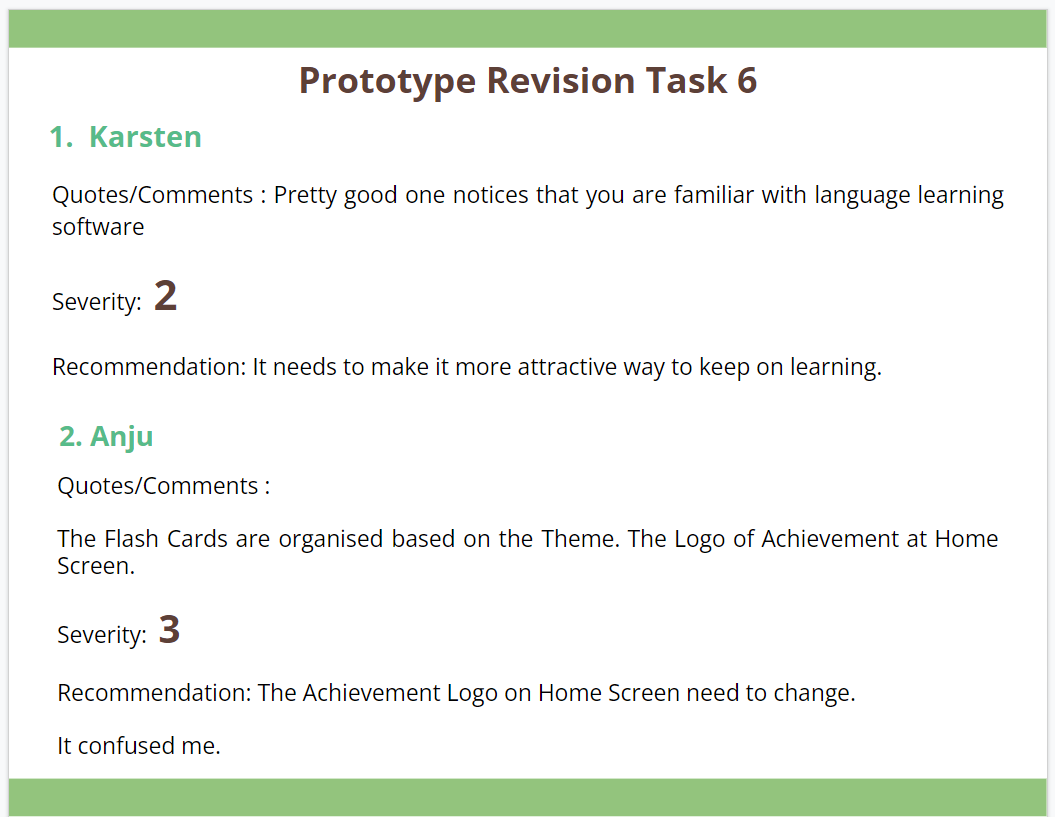 Prototype Revision Task 6
1. Karsten
Quotes/Comments : Pretty good one notices that you are familiar with language learning
software
Severity: 2
Recommendation: It needs to make it more attractive way to keep on learning.
2. Anju
Quotes/Comments :
The Flash Cards are organised based on the Theme. The Logo of Achievement at Home
Screen.
Severity: 3
Recommendation: The Achievement Logo on Home Screen need to change.
It confused me.